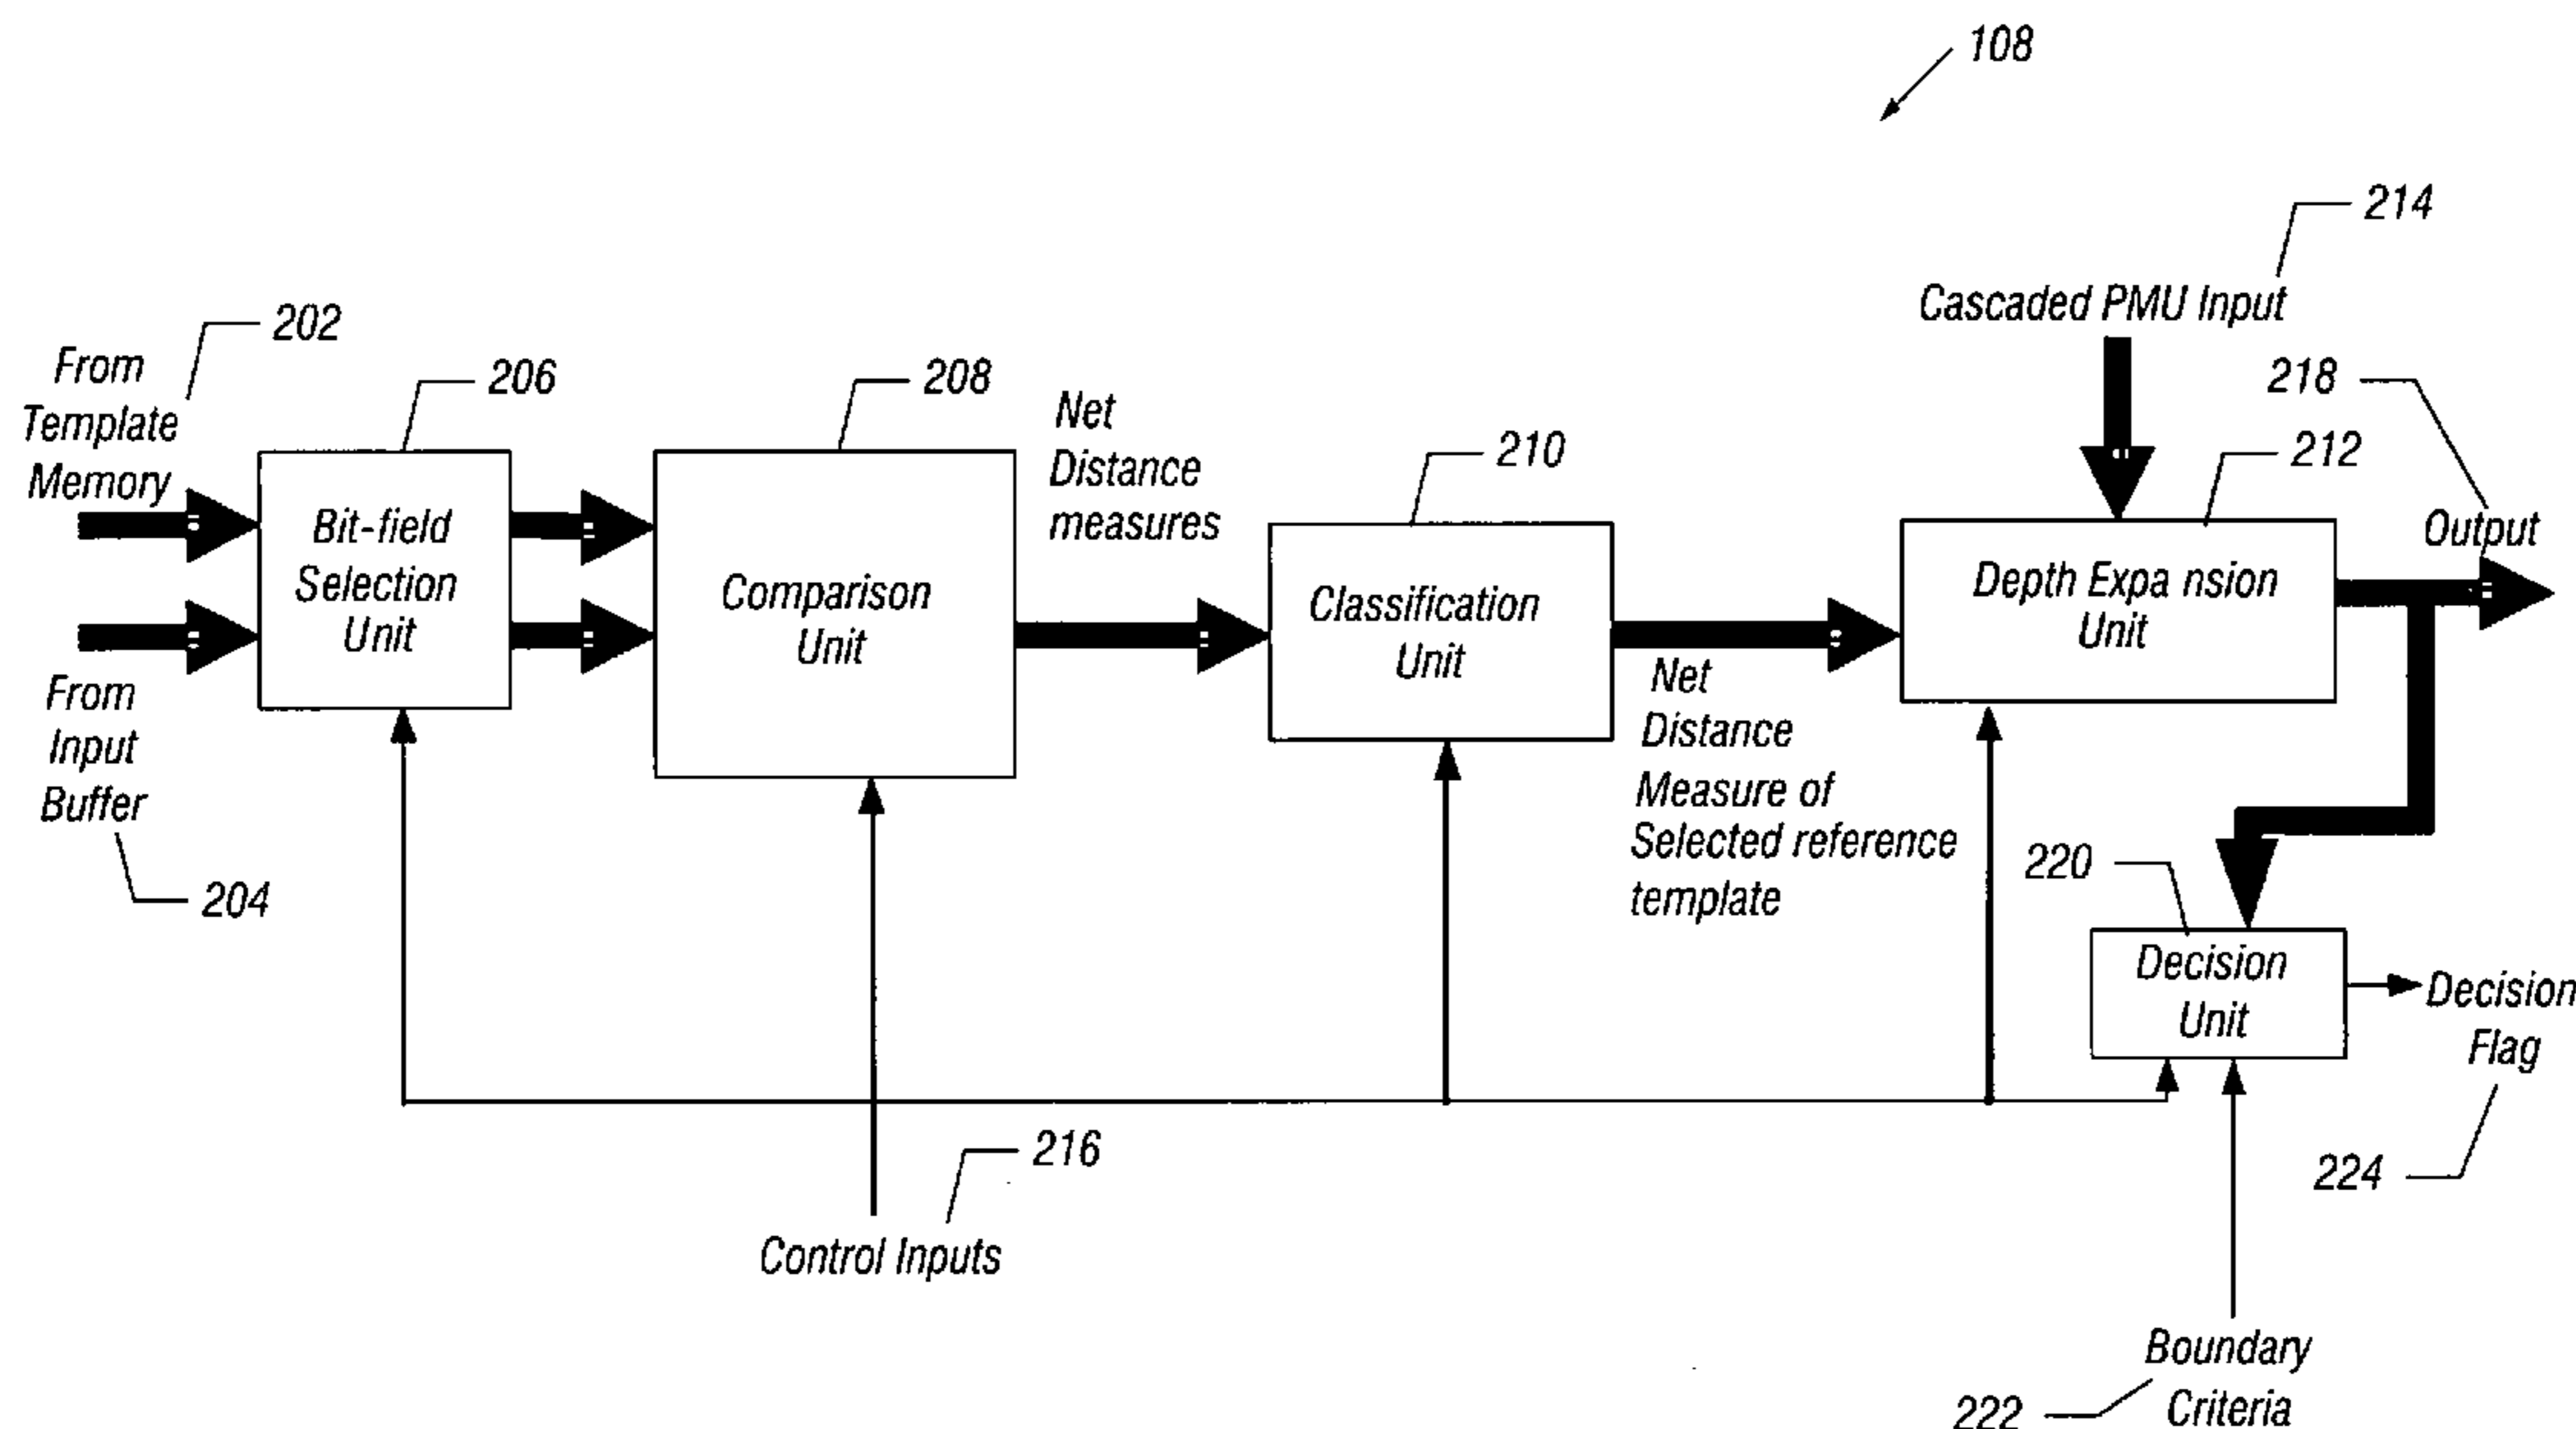 108
214
Cascaded PMU Input
202
From
Template
Memory
206
208
Net
Distance
measures
210
218
212
Output
Bit-field
Selection
Unit
Comparison
Unit
Classification
Unit
Depth Expa nsion
Unit
From
Input
Buffer
204
Net
Distance
Measure of
Selected reference
template
220
Decision
Unit
Decision
Flag
224
216
Control Inputs
Boundary
Criteria
222